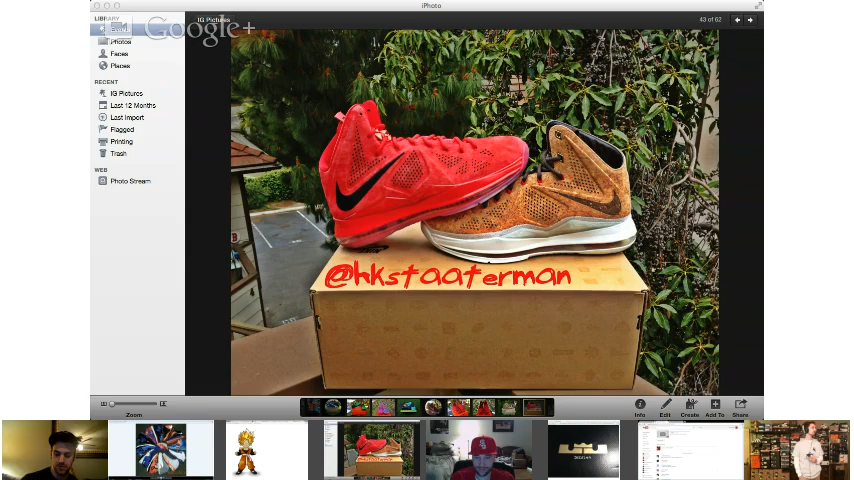 iPhoto
LIBRARY
IG Pictures
43 of 62
Google+
Photos
Faces
Places
RECENT
IG Pictures
Last 12 Months
Last Import
Flagged
Printing
Trash
WEB
Photo Stream
@hkstaaterman
Zoom
Info
Edit
Create
Add To
Share